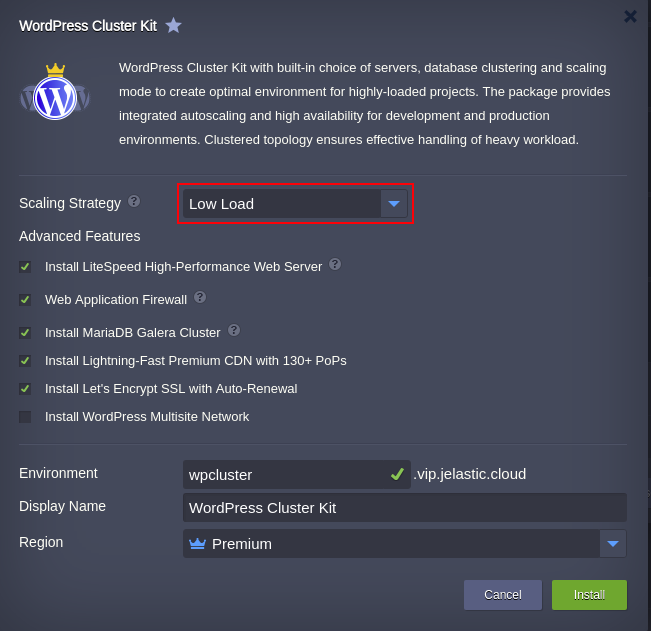 WordPress Cluster Kit
WordPress Cluster Kit with built-in choice of servers, database clustering and scaling
mode to create optimal environment for highly-loaded projects. The package provides
integrated autoscaling and high availability for development and production
environments. Clustered topology ensures effective handling of heavy workload.
Scaling Strategy ? Low Load
Advanced Features
Install LiteSpeed High-Performance Web Server ?
Web Application Firewall ?
Install MariaDB Galera Cluster ?
Install Lightning-Fast Premium CDN with 130+ PoPs
Install Let's Encrypt SSL with Auto-Renewal
Install WordPress Multisite Network
Environment wpcluster .vip.jelastic.cloud
Display Name WordPress Cluster Kit
Region Premium
Cancel Install